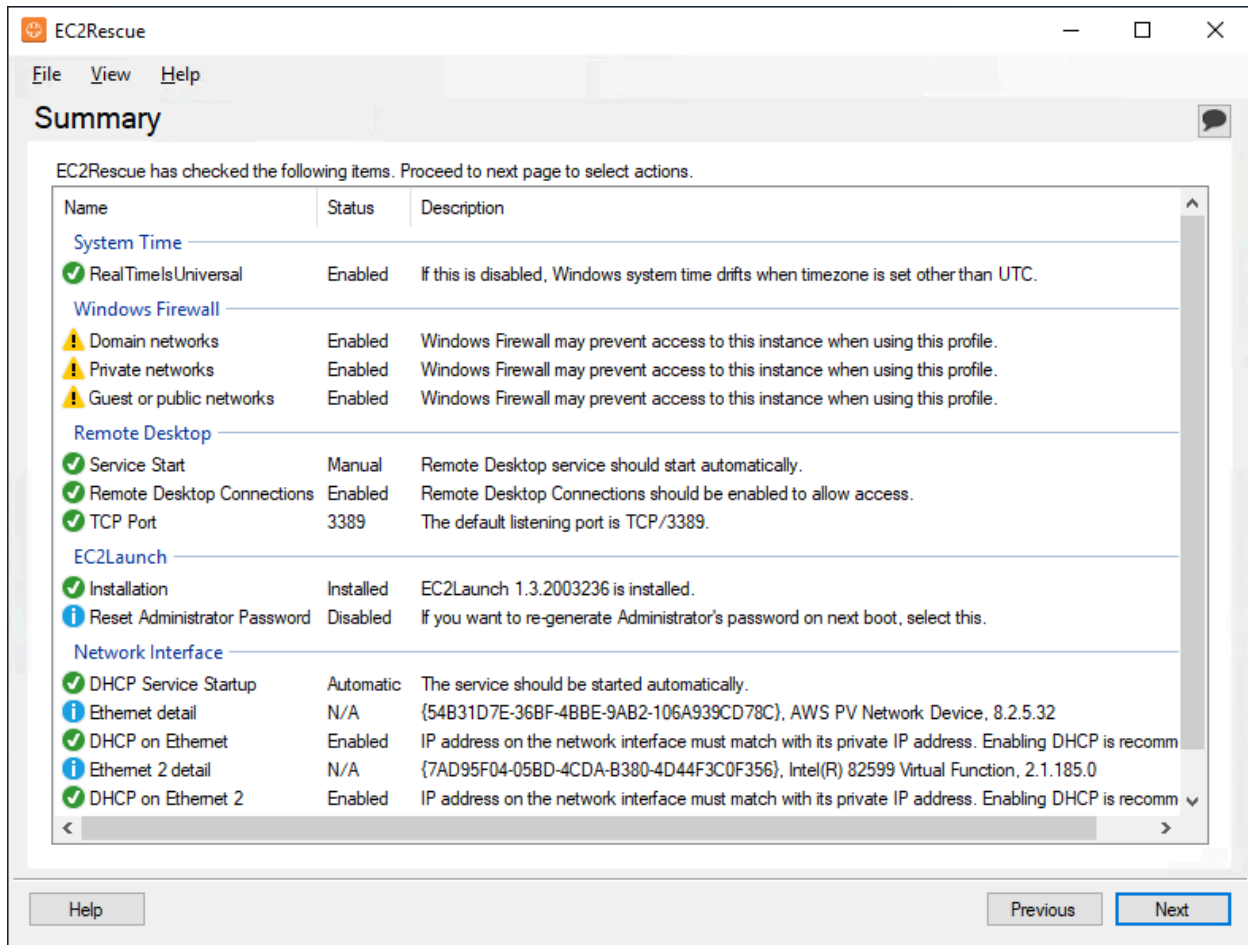 EC2Rescue
File View Help
Summary
EC2Rescue has checked the following items. Proceed to next page to select actions.
Name Status Description
System Time
RealTimeIsUniversal Enabled If this is disabled, Windows system time drifts when timezone is set other than UTC.
Windows Firewall
Domain networks Enabled Windows Firewall may prevent access to this instance when using this profile.
Private networks Enabled Windows Firewall may prevent access to this instance when using this profile.
Guest or public networks Enabled Windows Firewall may prevent access to this instance when using this profile.
Remote Desktop
Service Start Manual Remote Desktop service should start automatically.
Remote Desktop Connections Enabled Remote Desktop Connections should be enabled to allow access.
TCP Port 3389 The default listening port is TCP/3389.
EC2Launch
Installation Installed EC2Launch 1.3.2003236 is installed.
Reset Administrator Password Disabled If you want to re-generate Administrator's password on next boot, select this.
Network Interface
DHCP Service Startup Automatic The service should be started automatically.
Ethernet detail N/A {54B31D7E-36BF-4BBE-9AB2-106A939CD78C}, AWS PV Network Device, 8.2.5.32
DHCP on Ethernet Enabled IP address on the network interface must match with its private IP address. Enabling DHCP is recomm
Ethernet 2 detail N/A {7AD95F04-05BD-4CDA-B380-4D44F3C0F356}, Intel(R) 82599 Virtual Function, 2.1.185.0
DHCP on Ethernet 2 Enabled IP address on the network interface must match with its private IP address. Enabling DHCP is recomm
Help Previous Next